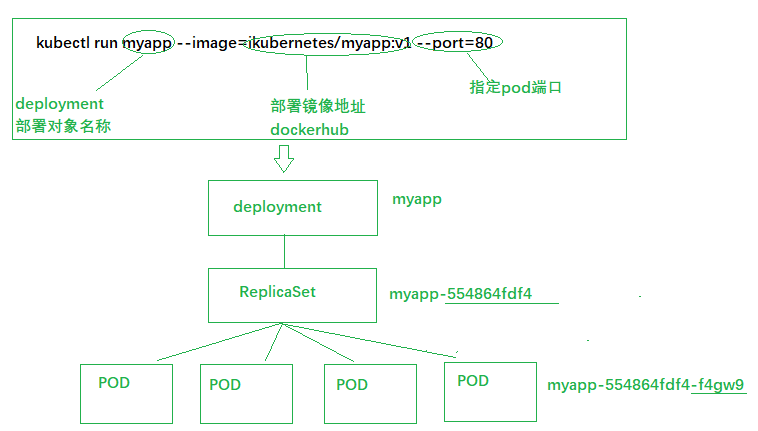 kubectl run myapp --image=ikubernetes/myapp:v1 --port=80
deployment
部署对象名称
部署镜像地址
dockerhub
指定pod端口
deployment
myapp
ReplicaSet
myapp-554864fdf4
POD
POD
POD
POD
myapp-554864fdf4-f4gw9